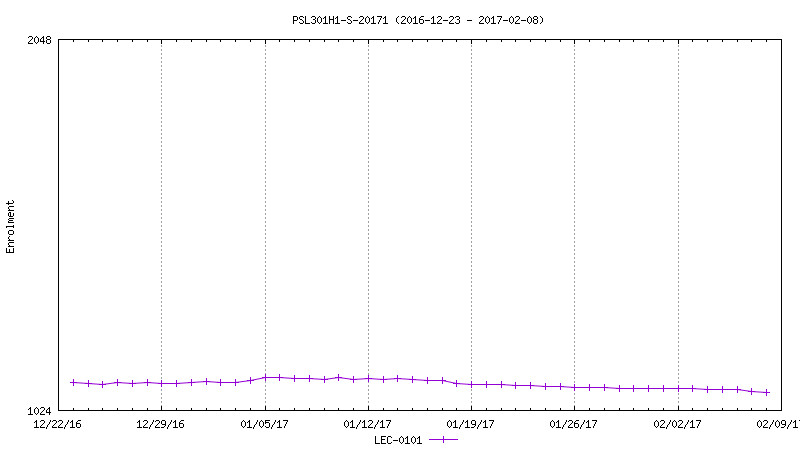 PSL301H1-S-20171 (2016-12-23 - 2017-02-08)
2048
Enrolment
1024
12/22/16 12/29/16 01/05/17 01/12/17 01/19/17 01/26/17 02/02/17 02/09/1
LEC-0101